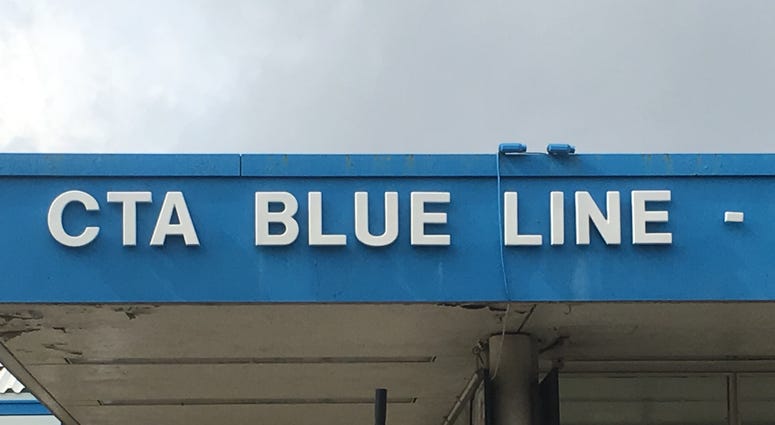 CTA BLUE LINE -